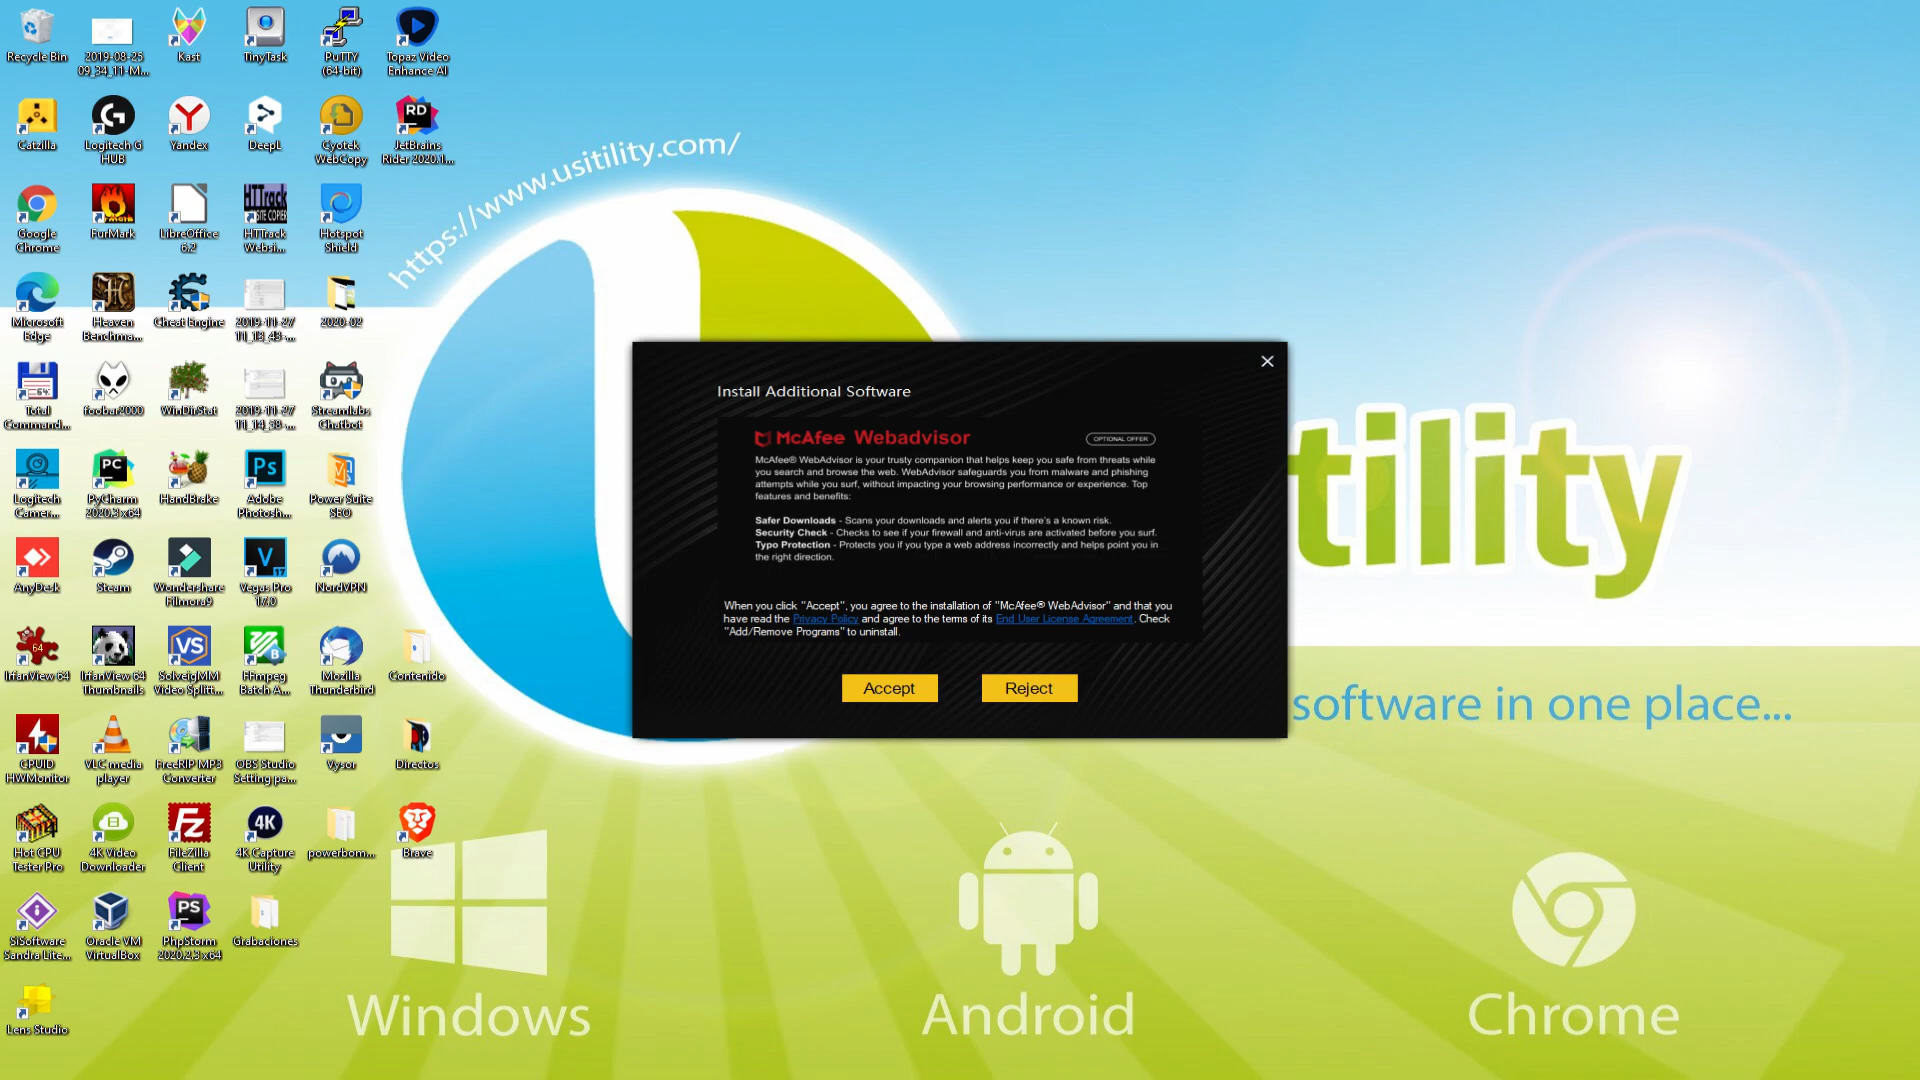 Recycle Bin
2019-08-25
09_34_11-M...
Kast
TinyTask
PuTTY
(64-bit)
Topaz Video
Enhance AI
Catzilla
Logitech G
HUB
Yandex
DeepL
Cyotek
WebCopy
RD
JetBrains
Rider 2020.1...
https://www.usitility.com/
Google
Chrome
FurMark
LibreOffice
6.2
HTTrack
SITE COPIER
HTTrack
Websi...
Hotspot
Shield
Microsoft
Edge
Heaven
Benchma...
Cheat Engine
2019-11-27
11_13_43-...
2020-02
64
Total
Command...
foobar2000
WinDirStat
2019-11-27
11_14_38-...
Streamlabs
Chatbot
Logitech
Camer...
PC
PyCharm
2020.3 x64
HandBrake
Ps
Adobe
Photosh...
Power Suite
SEO
AnyDesk
Steam
Wondershare
Filmora9
V
17
Vegas Pro
17.0
NordVPN
64
IrfanView 64
IrfanView 64
Thumbnails
VS
SolveigMM
Video Splitt...
FFmpeg
Batch A...
Mozilla
Thunderbird
Contenido
CPUID
HWMonitor
VLC media
player
FreeRIP MP3
Converter
OBS Studio
Setting pa...
Vysor
Directos
Hot CPU
Tester Pro
4K Video
Downloader
Fz
FileZilla
Client
4K
4K Capture
Utility
powerbom...
Brave
SiSoftware
Sandra Lite...
Oracle VM
VirtualBox
PS
PhpStorm
2020.2.3 x64
Grabaciones
Lens Studio
Install Additional Software
McAfee Webadvisor
OPTIONAL OFFER
McAfee® WebAdvisor is your trusty companion that helps keep you safe from threats while
you search and browse the web. WebAdvisor safeguards you from malware and phishing
attempts while you surf, without impacting your browsing performance or experience. Top
features and benefits:
Safer Downloads - Scans your downloads and alerts you if there's a known risk.
Security Check - Checks to see if your firewall and anti-virus are activated before you surf.
Typo Protection - Protects you if you type a web address incorrectly and helps point you in
the right direction.
When you click "Accept", you agree to the installation of "McAfee® WebAdvisor" and that you
have read the Privacy Policy and agree to the terms of its End User License Agreement. Check
"Add/Remove Programs" to uninstall.
Accept
Reject
tility
software in one place...
Windows
Android
Chrome